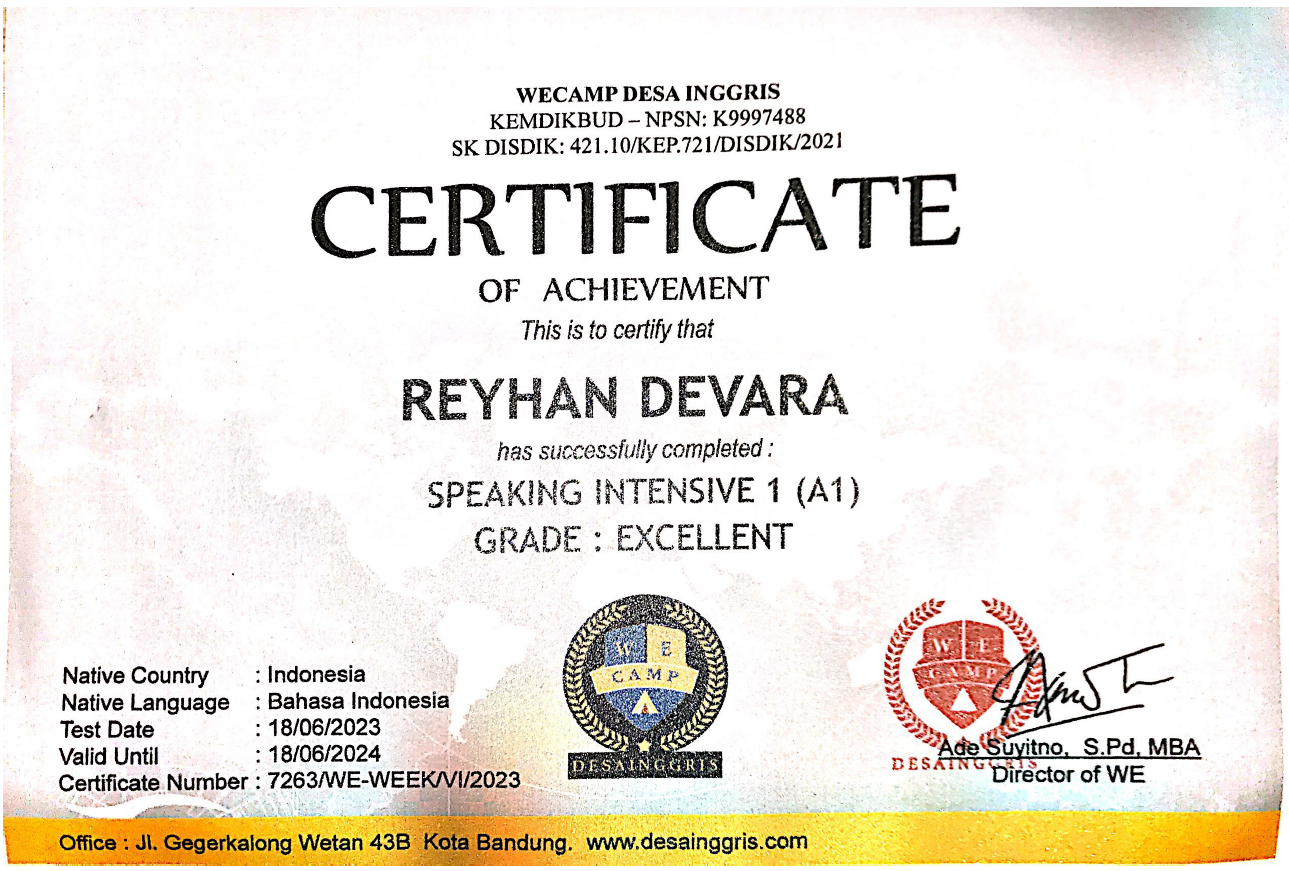 WECAMP DESA INGGRIS
KEMDIKBUD – NPSN: K9997488
SK DISDIK: 421.10/KEP.721/DISDIK/2021
CERTIFICATE
OF ACHIEVEMENT
This is to certify that
REYHAN DEVARA
has successfully completed :
SPEAKING INTENSIVE 1 (A1)
GRADE : EXCELLENT
Native Country : Indonesia
Native Language : Bahasa Indonesia
Test Date : 18/06/2023
Valid Until : 18/06/2024
Certificate Number : 7263/WE-WEEK/VI/2023
WE
CAMP
DESAINGGRIS
WE
CAMP
DESAINGGRIS
Ade Suyitno, S.Pd, MBA
Director of WE
Office : Jl. Gegerkalong Wetan 43B Kota Bandung. www.desainggris.com